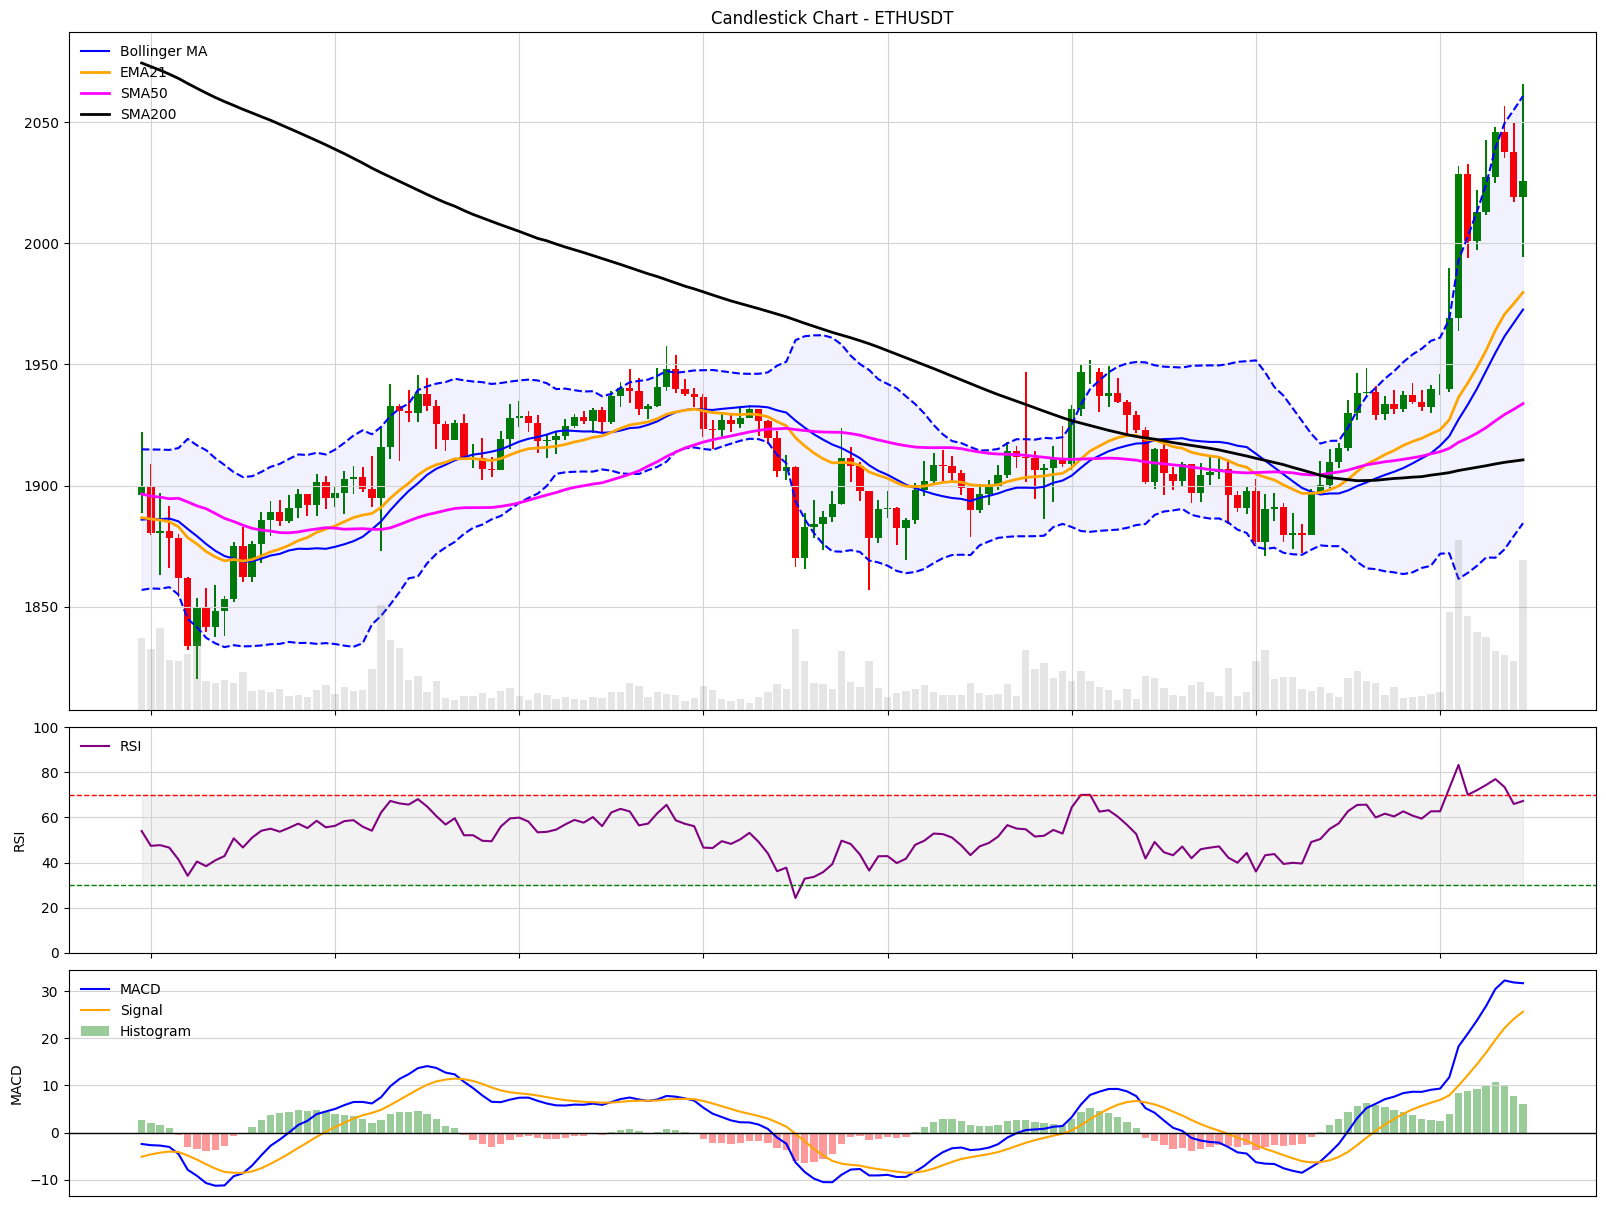 Candlestick Chart - ETHUSDT
Bollinger MA
EMA21
SMA50
SMA200
2050
2000
1950
1900
1850
RSI
100
80
60
40
20
0
RSI
MACD
Signal
Histogram
30
20
10
0
−10
MACD